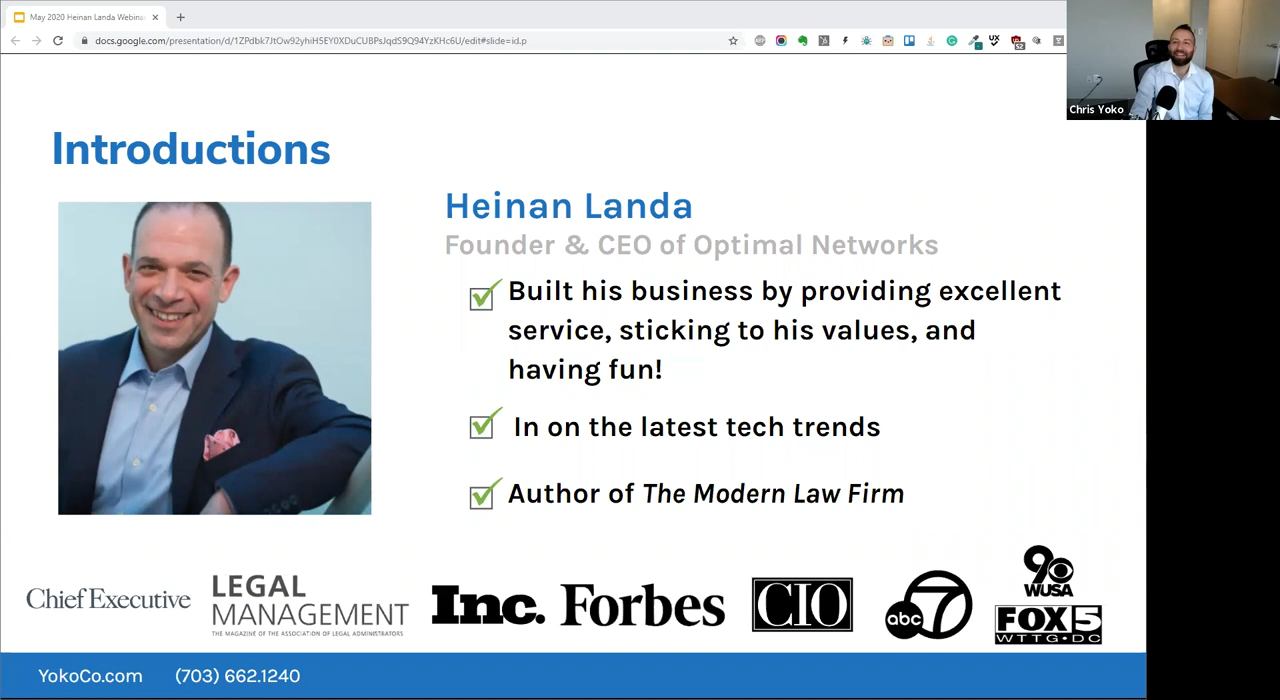 May 2020 Heinan Landa Webinar
docs.google.com/presentation/d/1ZPdbk7JtOw92yhiH5EY0XDuCUBPsJqdS9Q94YzKHc6U/edit#slide=id.p
Chris Yoko
Introductions
Heinan Landa
Founder & CEO of Optimal Networks
Built his business by providing excellent
service, sticking to his values, and
having fun!
In on the latest tech trends
Author of The Modern Law Firm
Chief Executive
LEGAL
MANAGEMENT
THE MAGAZINE OF THE ASSOCIATION OF LEGAL ADMINISTRATORS
Inc.
Forbes
CIO
abc 7
9
WUSA
FOX 5
WTTG•DC
YokoCo.com (703) 662.1240